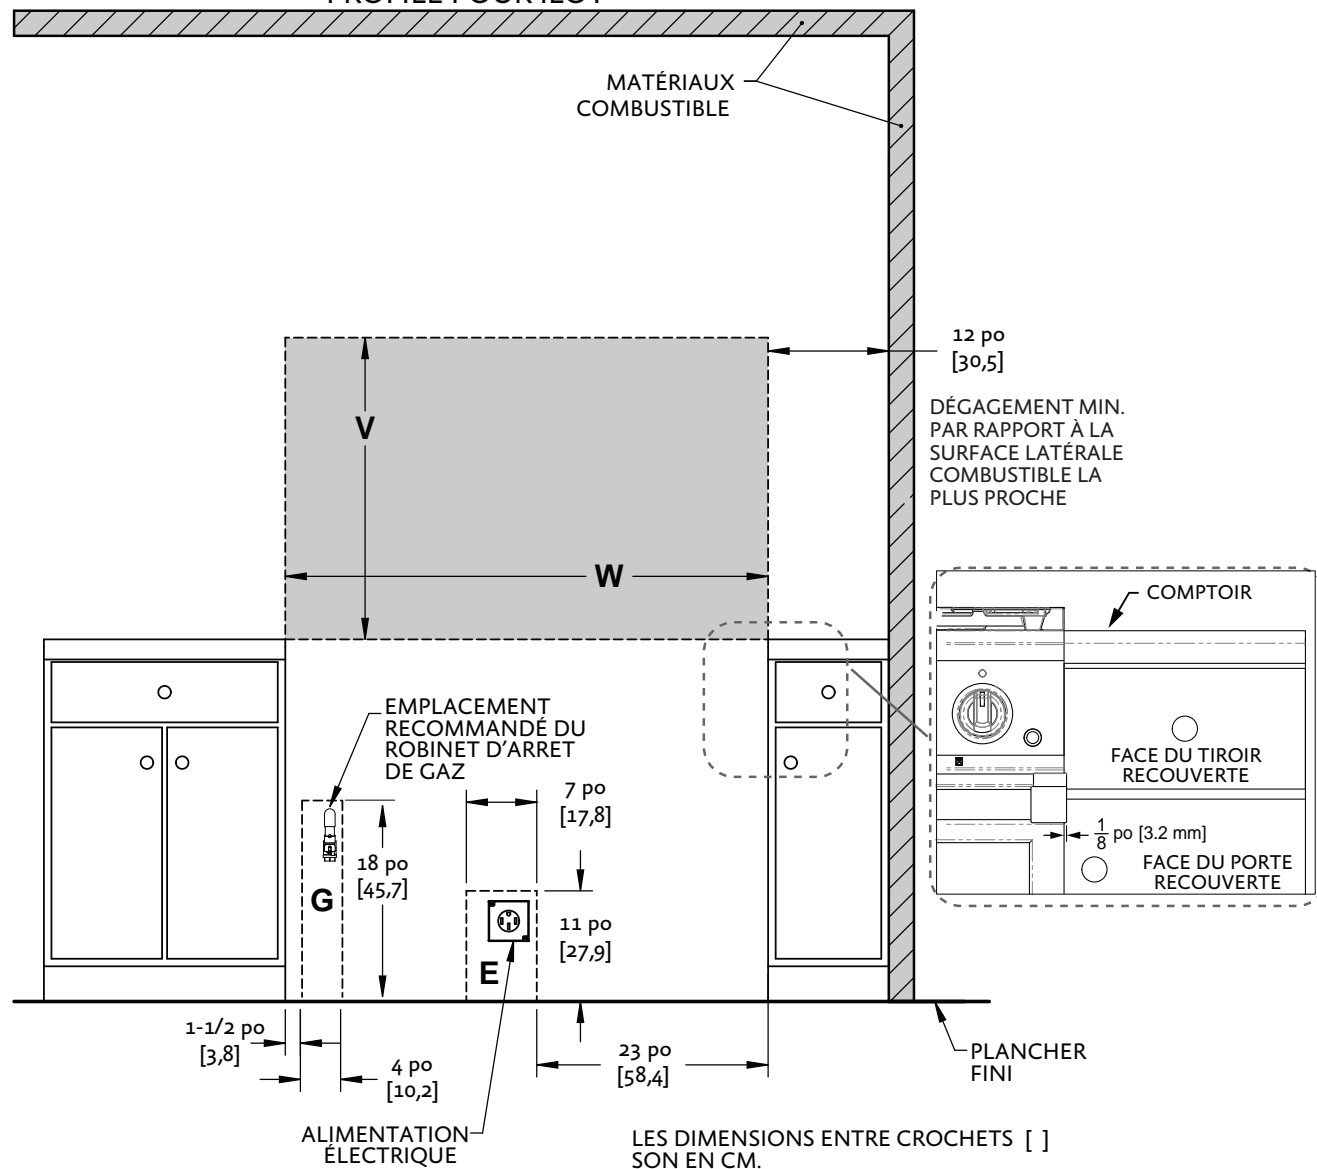 PROFILÉ POUR ILOT
MATÉRIAUX
COMBUSTIBLE
12 po
[30,5]
DÉGAGEMENT MIN.
PAR RAPPORT À LA
SURFACE LATÉRALE
COMBUSTIBLE LA
PLUS PROCHE
V
W
COMPTOIR
FACE DU TIROIR
RECOUVERTE
1/8 po [3.2 mm]
FACE DU PORTE
RECOUVERTE
EMPLACEMENT
RECOMMANDÉ DU
ROBINET D'ARRET
DE GAZ
7 po
[17,8]
18 po
[45,7]
G
11 po
[27,9]
E
1-1/2 po
[3,8]
4 po
[10,2]
23 po
[58,4]
PLANCHER
FINI
ALIMENTATION
ÉLECTRIQUE
LES DIMENSIONS ENTRE CROCHETS [ ]
SON EN CM.